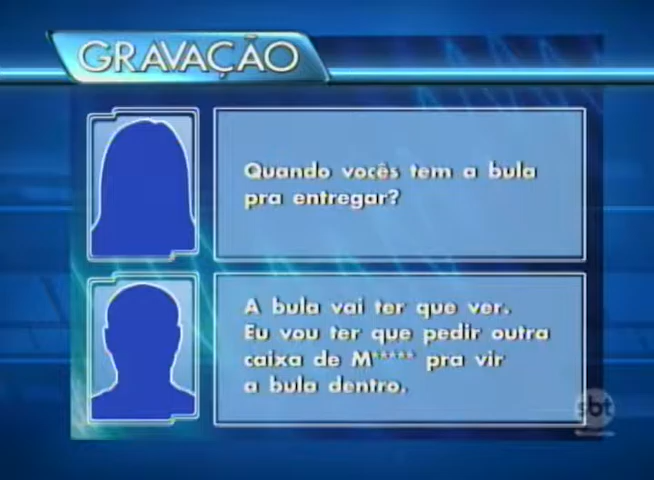 GRAVAÇÃO
Quando vocês tem a bula
pra entregar?
A bula vai ter que ver.
Eu vou ter que pedir outra
caixa de M***** pra vir
a bula dentro.
sbt